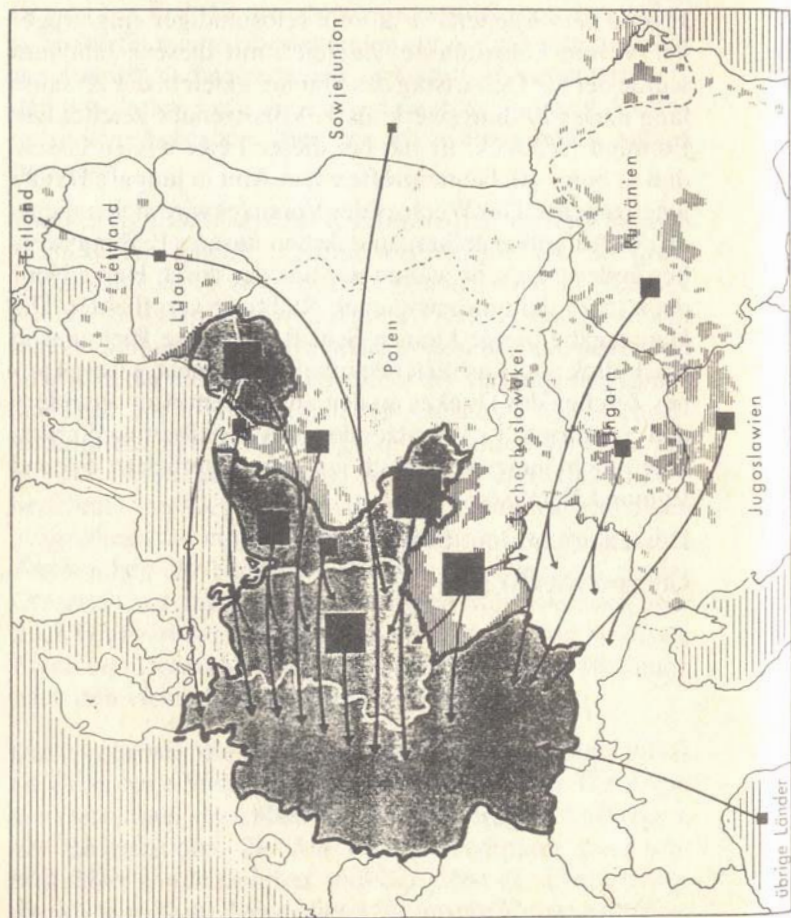 Estland
Lettland
Litauen
Sowjetunion
Polen
Tschechoslowakei
Ungarn
Rumänien
Jugoslawien
übrige Länder